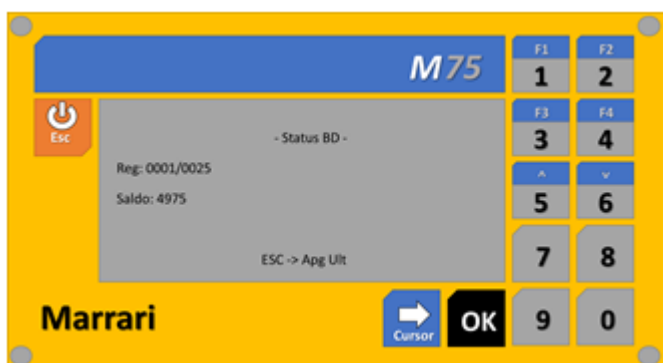 M75
F1
F2
1
2
Esc
- Status BD -
Reg: 0001/0025
Saldo: 4975
ESC -> Apg Ult
F3
F4
3
4
^
v
5
6
7
8
Marrari
Cursor
OK
9
0